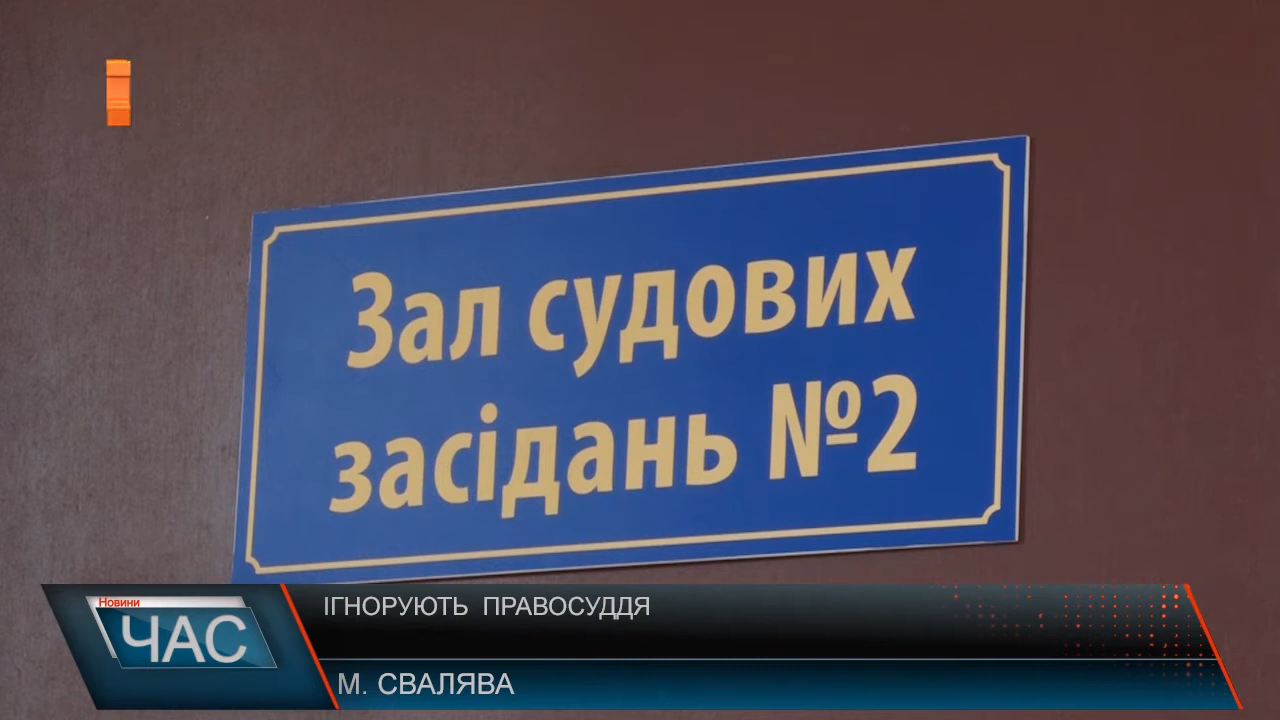 Зал судових
засідань №2
Новини
ЧАС
ІГНОРУЮТЬ ПРАВОСУДДЯ
М. СВАЛЯВА